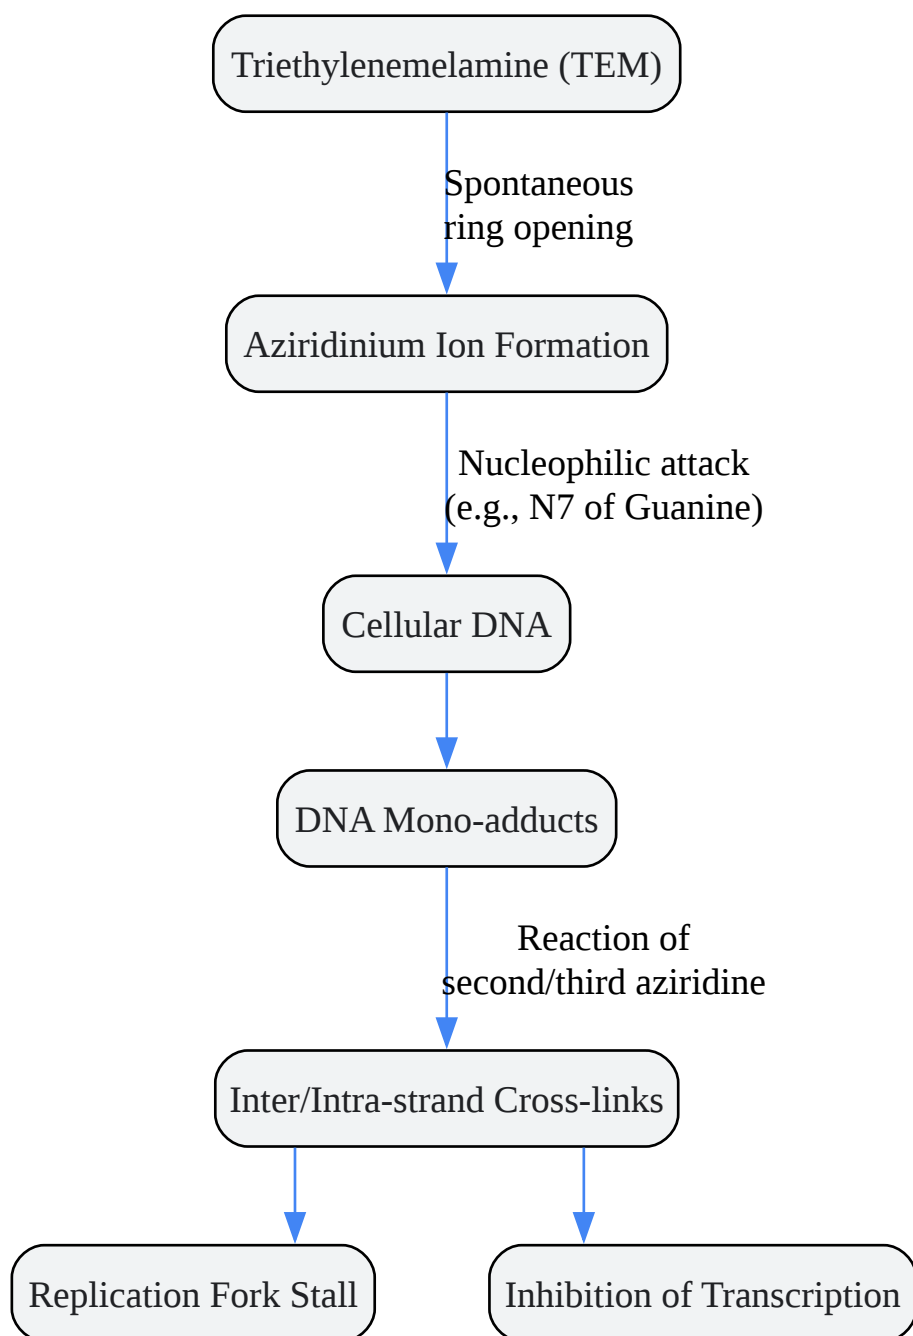 Triethylenemelamine (TEM)
Spontaneous
ring opening
Aziridinium Ion Formation
Nucleophilic attack
(e.g., N7 of Guanine)
Cellular DNA
DNA Mono-adducts
Reaction of
second/third aziridine
Inter/Intra-strand Cross-links
Replication Fork Stall
Inhibition of Transcription